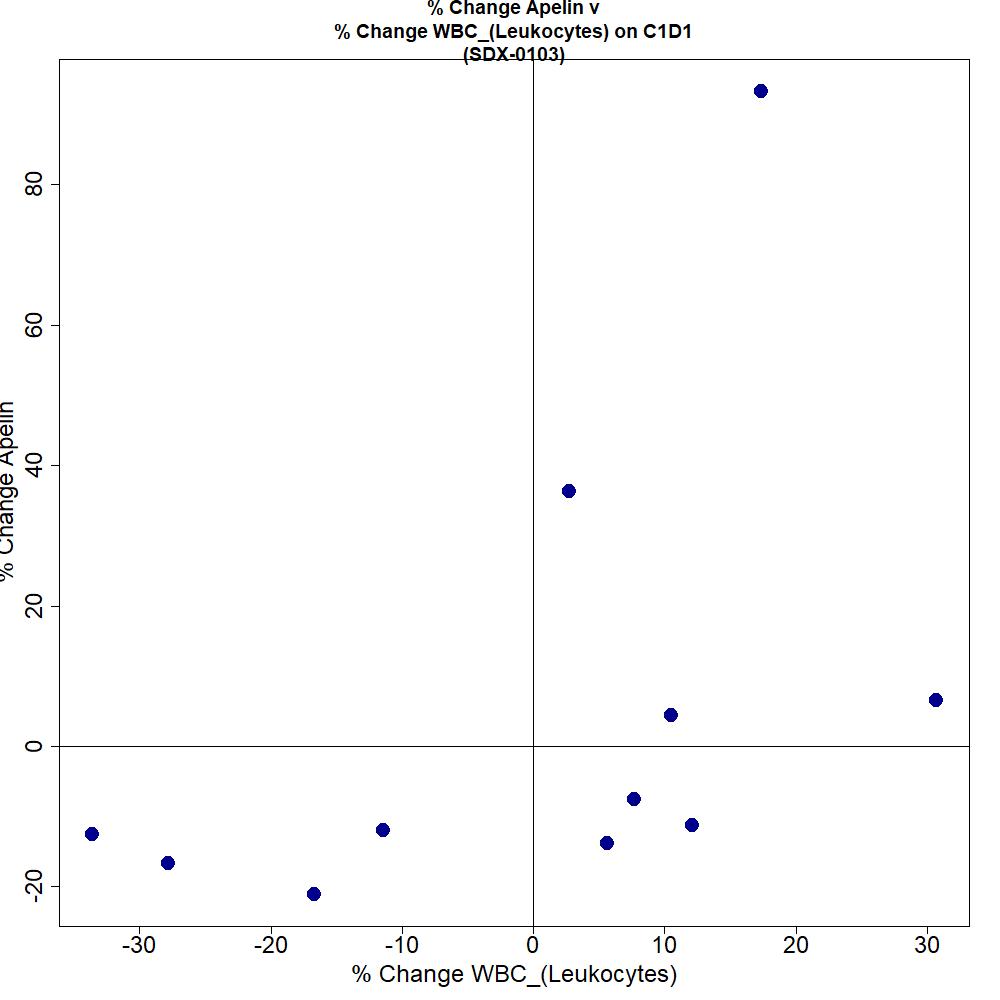 % Change Apelin v
% Change WBC_(Leukocytes) on C1D1
(SDX-0103)
% Change Apelin
80
60
40
20
0
-20
-30
-20
-10
0
10
20
30
% Change WBC_(Leukocytes)